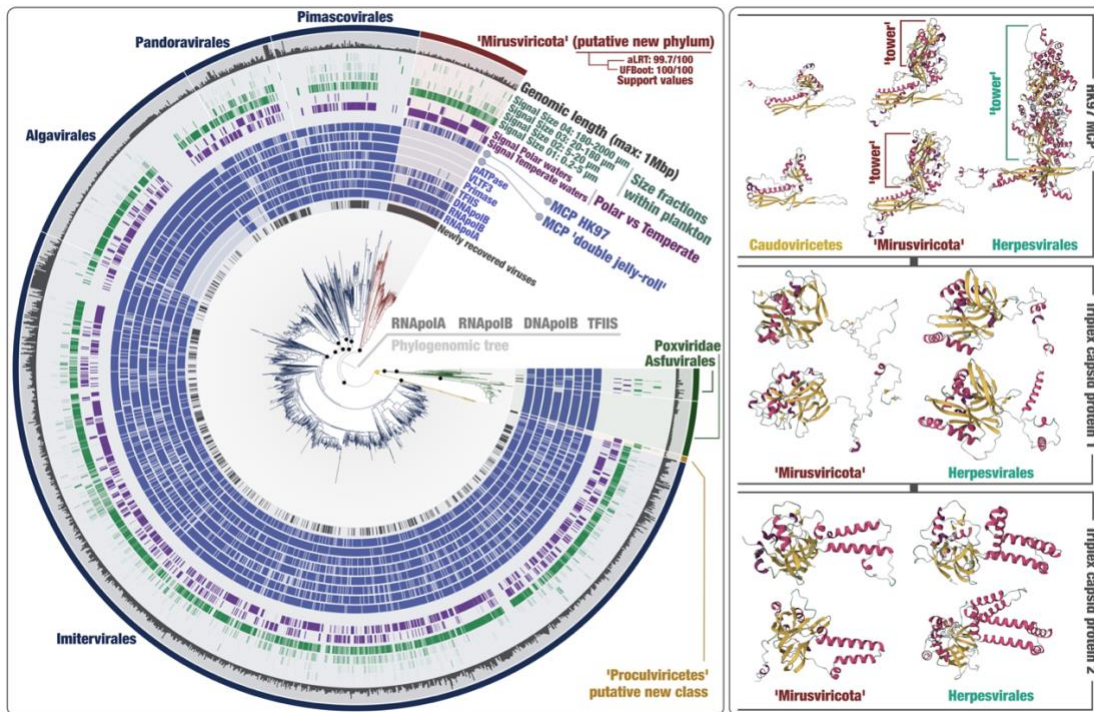 Pimascovirales
Pandoravirales
Algavirales
Imitervirales
'Mirusviricota' (putative new phylum)
aLRT: 99.7/100
UFBoot: 100/100
Support values
Genomic length (max: 1Mbp)
Signal Size 04: 180-2000 µm
Signal Size 03: 20-180 µm
Signal Size 02: 5-20 µm
Signal Size 01: 0.2-5 µm
Size fractions
within plankton
Signal Polar waters
Signal Temperate waters
Polar vs Temperate
MCP HK97
MCP 'double jelly-roll'
pATPase
VLTF3
Primase
TFIIS
DNApolB
RNApolB
RNApolA
Newly recovered viruses
RNApolA RNApolB DNApolB TFIIS
Phylogenomic tree
Poxviridae
Asfuvirales
'Proculviricetes'
putative new class
HK97 MCP
'tower'
'tower'
'tower'
Caudoviricetes
'Mirusviricota'
Herpesvirales
Triplex capsid protein 1
'Mirusviricota'
Herpesvirales
Triplex capsid protein 2
'Mirusviricota'
Herpesvirales